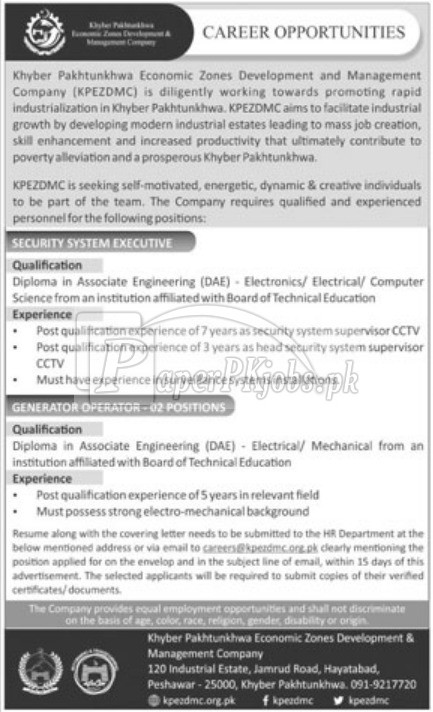 Khyber Pakhtunkhwa
Economic Zones Development &
Management Company
CAREER OPPORTUNITIES
Khyber Pakhtunkhwa Economic Zones Development and Management
Company (KPEZDMC) is diligently working towards promoting rapid
industrialization in Khyber Pakhtunkhwa. KPEZDMC aims to facilitate industrial
growth by developing modern industrial estates leading to mass job creation,
skill enhancement and increased productivity that ultimately contribute to
poverty alleviation and a prosperous Khyber Pakhtunkhwa.
KPEZDMC is seeking self-motivated, energetic, dynamic & creative individuals
to be part of the team. The Company requires qualified and experienced
personnel for the following positions:
SECURITY SYSTEM EXECUTIVE
Qualification
Diploma in Associate Engineering (DAE) - Electronics/ Electrical/ Computer
Science from an institution affiliated with Board of Technical Education
Experience
• Post qualification experience of 7 years as security system supervisor CCTV
• Post qualification experience of 3 years as head security system supervisor
CCTV
• Must have experience in surveillance systems installations
PaperPKjobs.pk
GENERATOR OPERATOR - 02 POSITIONS
Qualification
Diploma in Associate Engineering (DAE) - Electrical/ Mechanical from an
institution affiliated with Board of Technical Education
Experience
• Post qualification experience of 5 years in relevant field
• Must possess strong electro-mechanical background
Resume along with the covering letter needs to be submitted to the HR Department at the
below mentioned address or via email to careers@kpezdmc.org.pk clearly mentioning the
position applied for on the envelop and in the subject line of email, within 15 days of this
advertisement. The selected applicants will be required to submit copies of their verified
certificates/documents.
The Company provides equal employment opportunities and shall not discriminate
on the basis of age, color, race, religion, gender, disability or origin.
Khyber Pakhtunkhwa Economic Zones Development &
Management Company
120 Industrial Estate, Jamrud Road, Hayatabad,
Peshawar - 25000, Khyber Pakhtunkhwa. 091-9217720
kpezdmc.org.pk kpezdmc kpezdmc